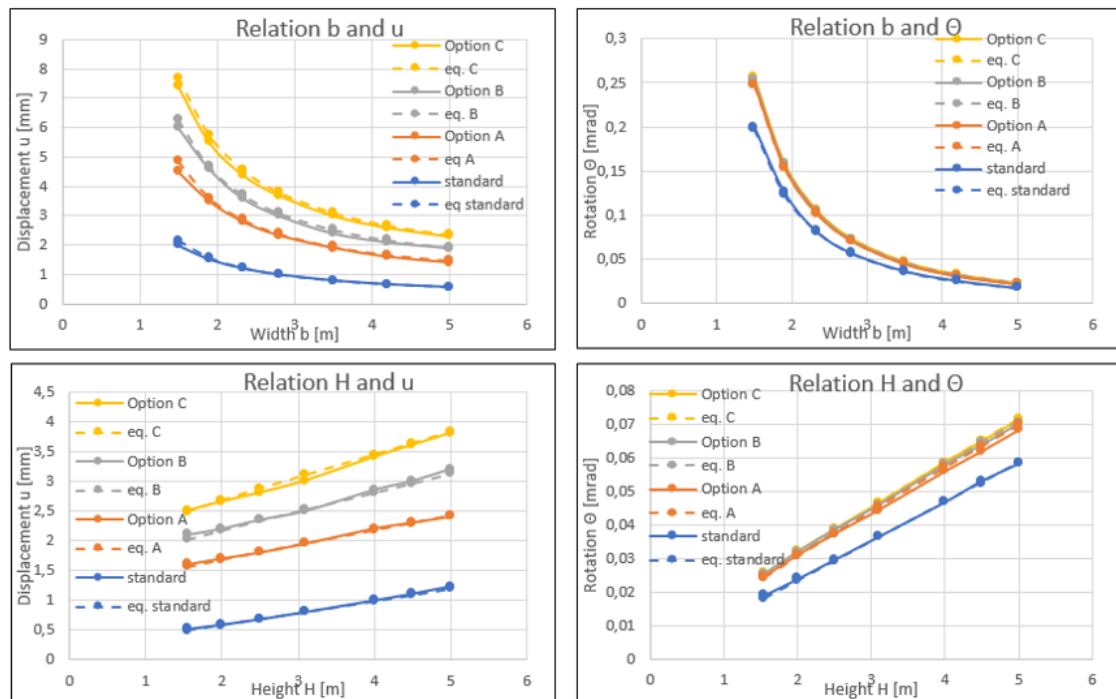 Relation b and u
9
8
7
6
5
4
3
2
1
0
Displacement u [mm]
Option C
eq. C
Option B
eq. B
Option A
eq A
standard
eq standard
0 1 2 3 4 5 6
Width b [m]
Relation b and Θ
0,3
0,25
0,2
0,15
0,1
0,05
0
Rotation Θ [mrad]
Option C
eq. C
Option B
eq. B
Option A
eq. A
standard
eq. standard
0 1 2 3 4 5 6
Width b [m]
Relation H and u
4,5
4
3,5
3
2,5
2
1,5
1
0,5
0
Displacement u [mm]
Option C
eq. C
Option B
eq. B
Option A
eq. A
standard
eq. standard
0 1 2 3 4 5 6
Height H [m]
Relation H and Θ
0,08
0,07
0,06
0,05
0,04
0,03
0,02
0,01
0
Rotation Θ [mrad]
Option C
eq. C
Option B
eq. B
Option A
eq. A
standard
eq. standard
0 1 2 3 4 5 6
Height H [m]